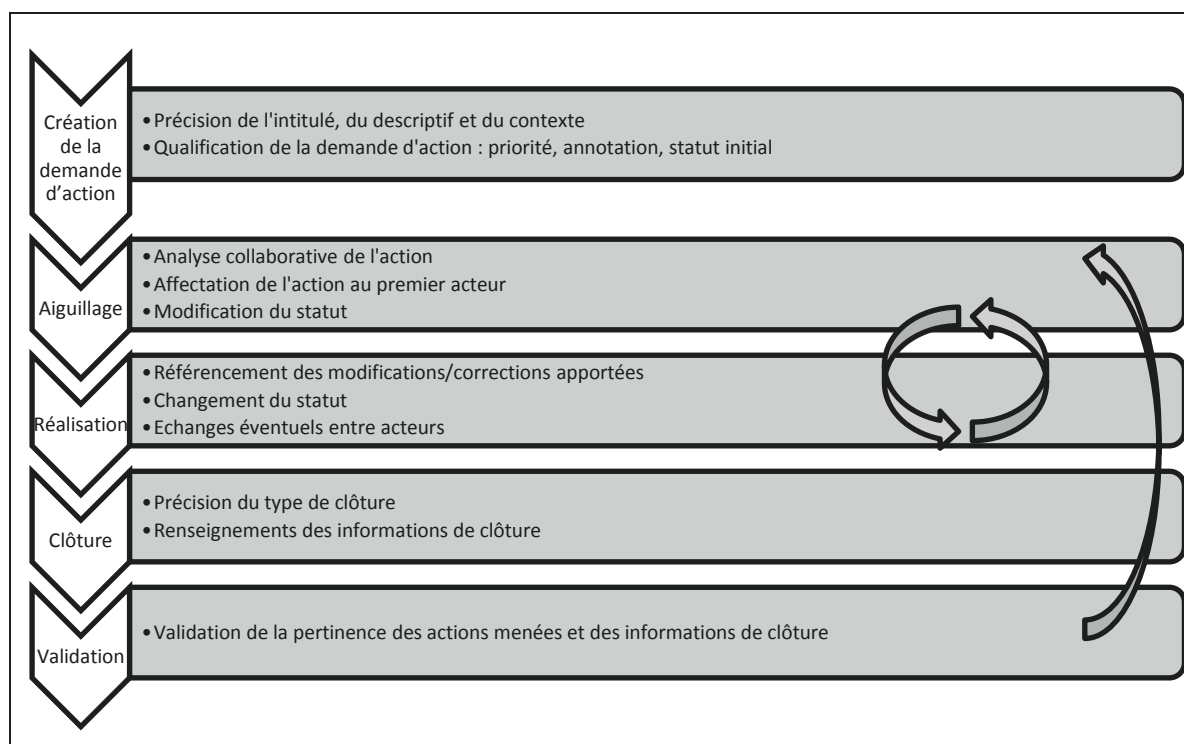 Création
de la
demande
d’action
•Précision de l'intitulé, du descriptif et du contexte
•Qualification de la demande d'action : priorité, annotation, statut initial
Aiguillage
•Analyse collaborative de l'action
•Affectation de l'action au premier acteur
•Modification du statut
Réalisation
•Référencement des modifications/corrections apportées
•Changement du statut
•Echanges éventuels entre acteurs
Clôture
•Précision du type de clôture
•Renseignements des informations de clôture
Validation
•Validation de la pertinence des actions menées et des informations de clôture